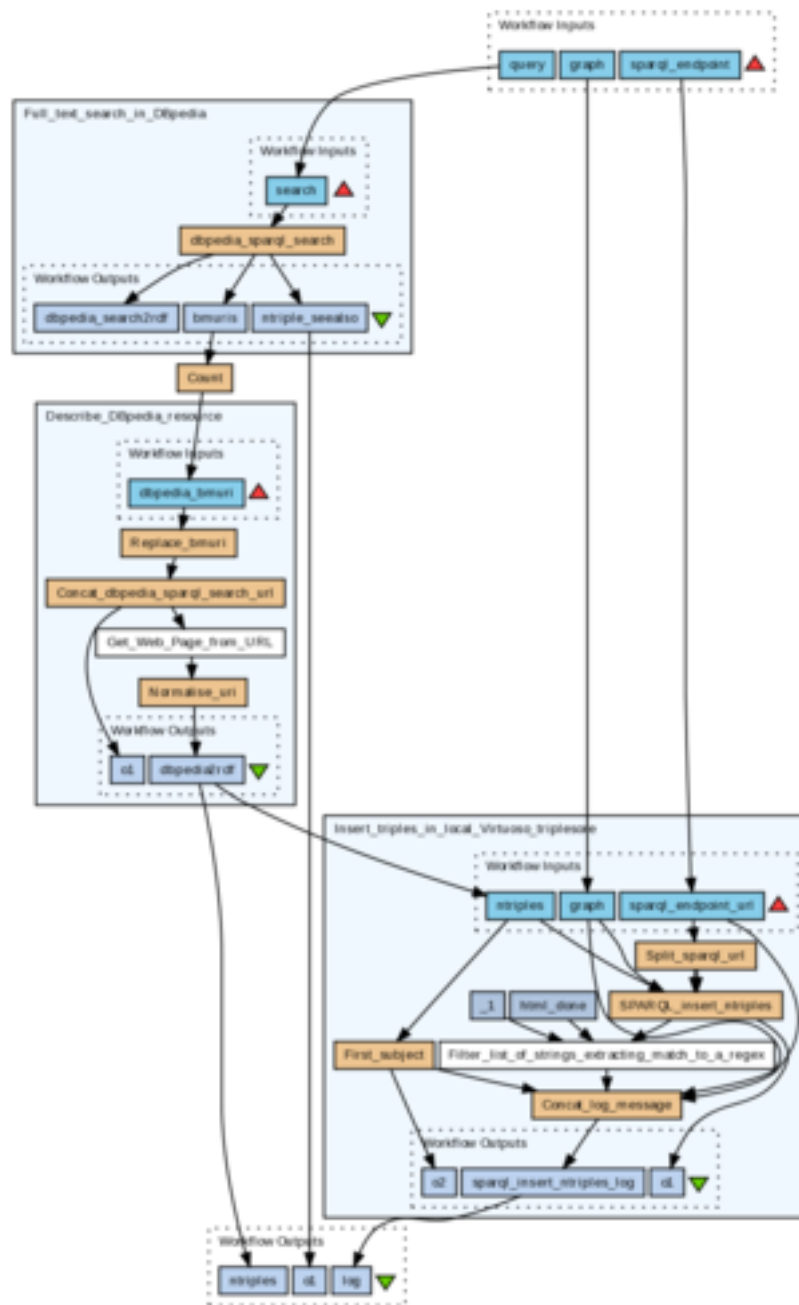 Workflow Inputs
query graph sparql_endpoint
Full_text_search_in_DBpedia
Workflow Inputs
search
dbpedia_sparql_search
Workflow Outputs
dbpedia_search2rdf bmuris ntriple_seealso
Count
Describe_DBpedia_resource
Workflow Inputs
dbpedia_bmuri
Replace_bmuri
Concat_dbpedia_sparql_search_url
Get_Web_Page_from_URL
Normalise_uri
Workflow Outputs
o1 dbpedia2rdf
Insert_triples_in_local_Virtuoso_triplestore
Workflow Inputs
ntriples graph sparql_endpoint_url
Split_sparql_url
_1 html_done SPARQL_insert_ntriples
First_subject Filter_list_of_strings_extracting_match_to_a_regex
Concat_log_message
Workflow Outputs
o2 sparql_insert_ntriples_log o1
Workflow Outputs
ntriples o1 log